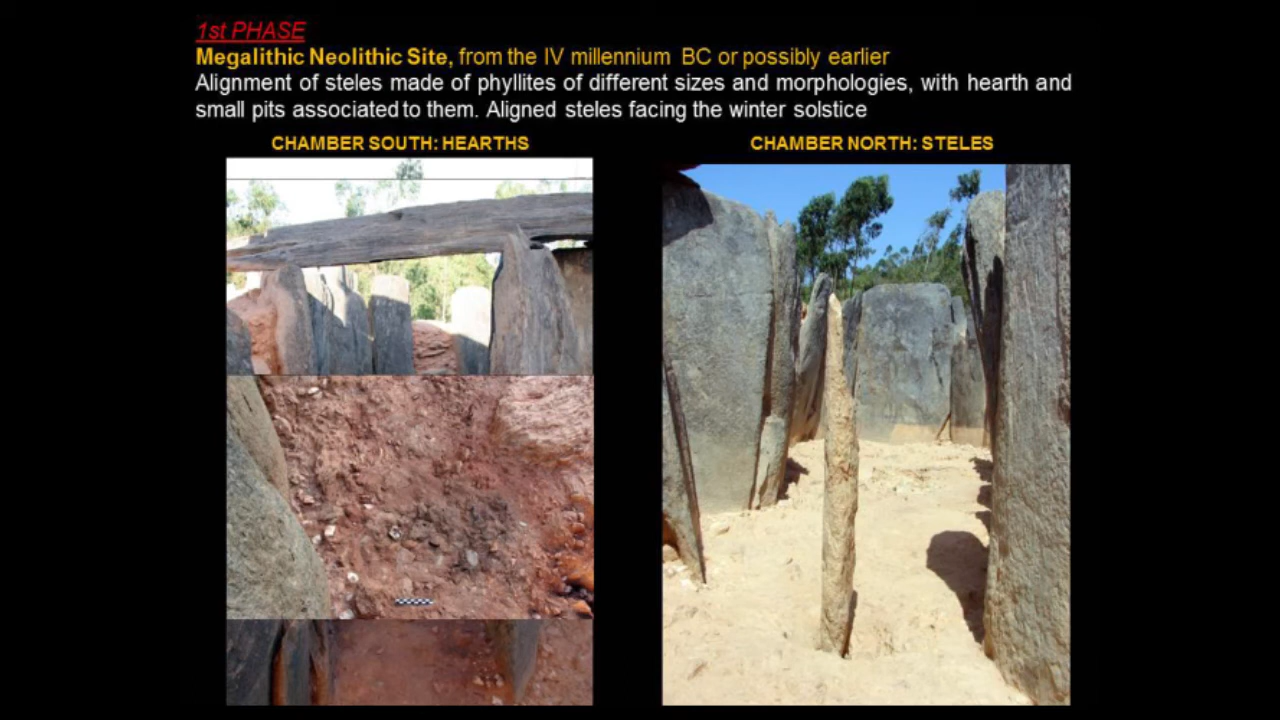 1st PHASE
Megalithic Neolithic Site, from the IV millennium BC or possibly earlier
Alignment of steles made of phyllites of different sizes and morphologies, with hearth and
small pits associated to them. Aligned steles facing the winter solstice
CHAMBER SOUTH: HEARTHS
CHAMBER NORTH: STELES